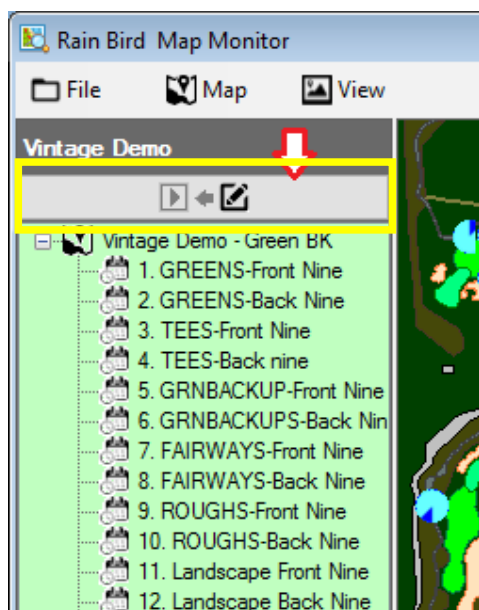 Rain Bird Map Monitor
File Map View
Vintage Demo
Vintage Demo - Green BK
1. GREENS-Front Nine
2. GREENS-Back Nine
3. TEES-Front Nine
4. TEES-Back nine
5. GRNBACKUP-Front Nine
6. GRNBACKUPS-Back Nin
7. FAIRWAYS-Front Nine
8. FAIRWAYS-Back Nine
9. ROUGHS-Front Nine
10. ROUGHS-Back Nine
11. Landscape Front Nine
12. Landscape Back Nine